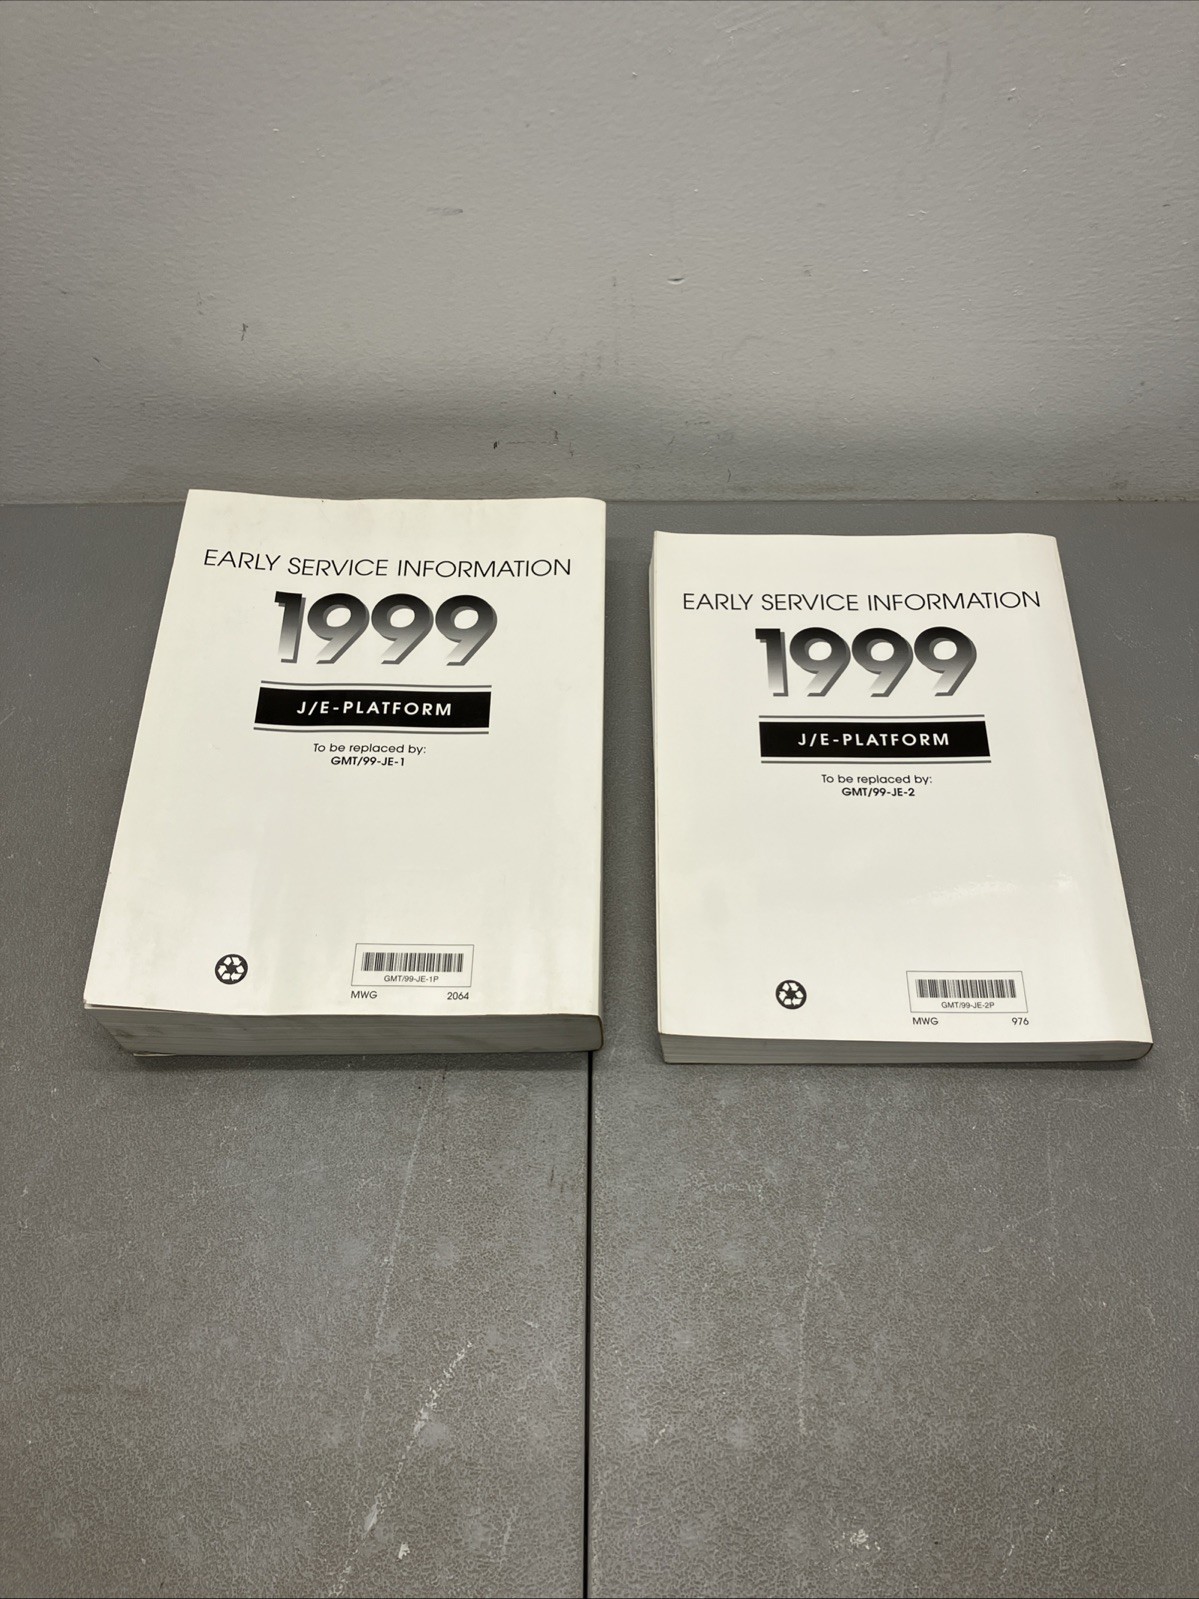 EARLY SERVICE INFORMATION
1999
J/E-PLATFORM
To be replaced by:
GMT/99-JE-1
GMT/99-JE-1P
MWG 2064
EARLY SERVICE INFORMATION
1999
J/E-PLATFORM
To be replaced by:
GMT/99-JE-2
GMT/99-JE-2P
MWG 976